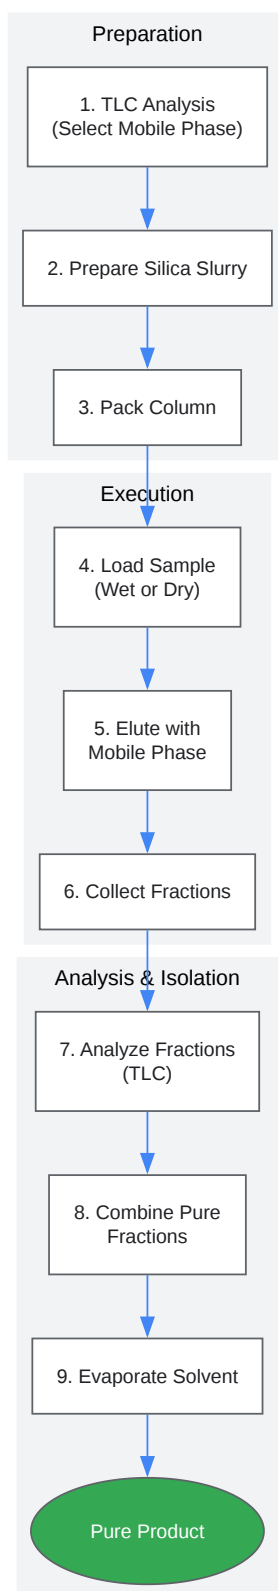 Preparation
1. TLC Analysis
(Select Mobile Phase)
2. Prepare Silica Slurry
3. Pack Column
Execution
4. Load Sample
(Wet or Dry)
5. Elute with
Mobile Phase
6. Collect Fractions
Analysis & Isolation
7. Analyze Fractions
(TLC)
8. Combine Pure
Fractions
9. Evaporate Solvent
Pure Product